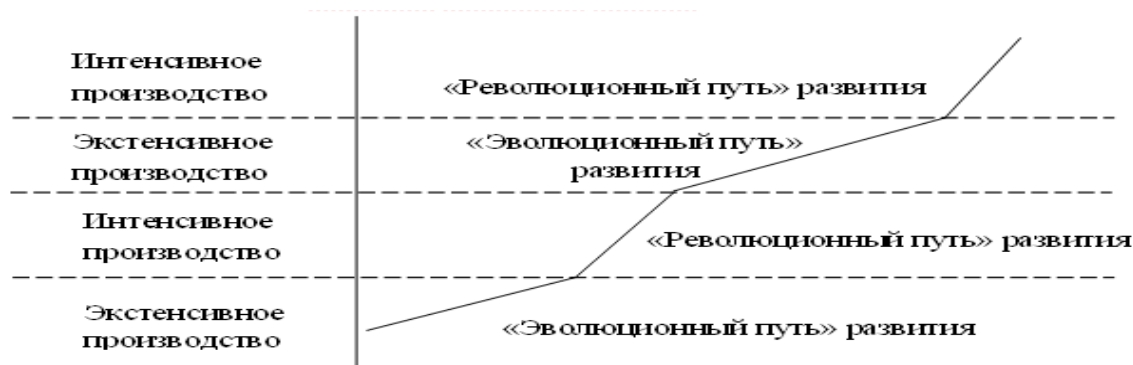 Интенсивное
производство
«Революционный путь» развития
Экстенсивное
производство
«Эволюционный путь»
развития
Интенсивное
производство
«Революционный путь» развития
Экстенсивное
производство
«Эволюционный путь» развития